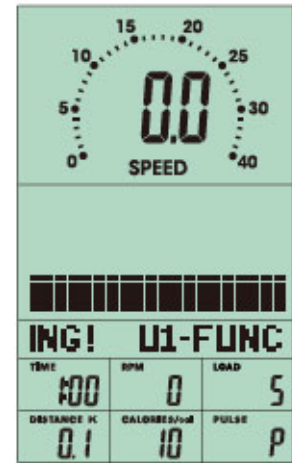 15 20
10 25
5 0.0 30
0 SPEED 40
ING! U1-FUNC
TIME RPM LOAD
1:00 0 5
DISTANCE K CALORIES/cal PULSE
0.1 10 P